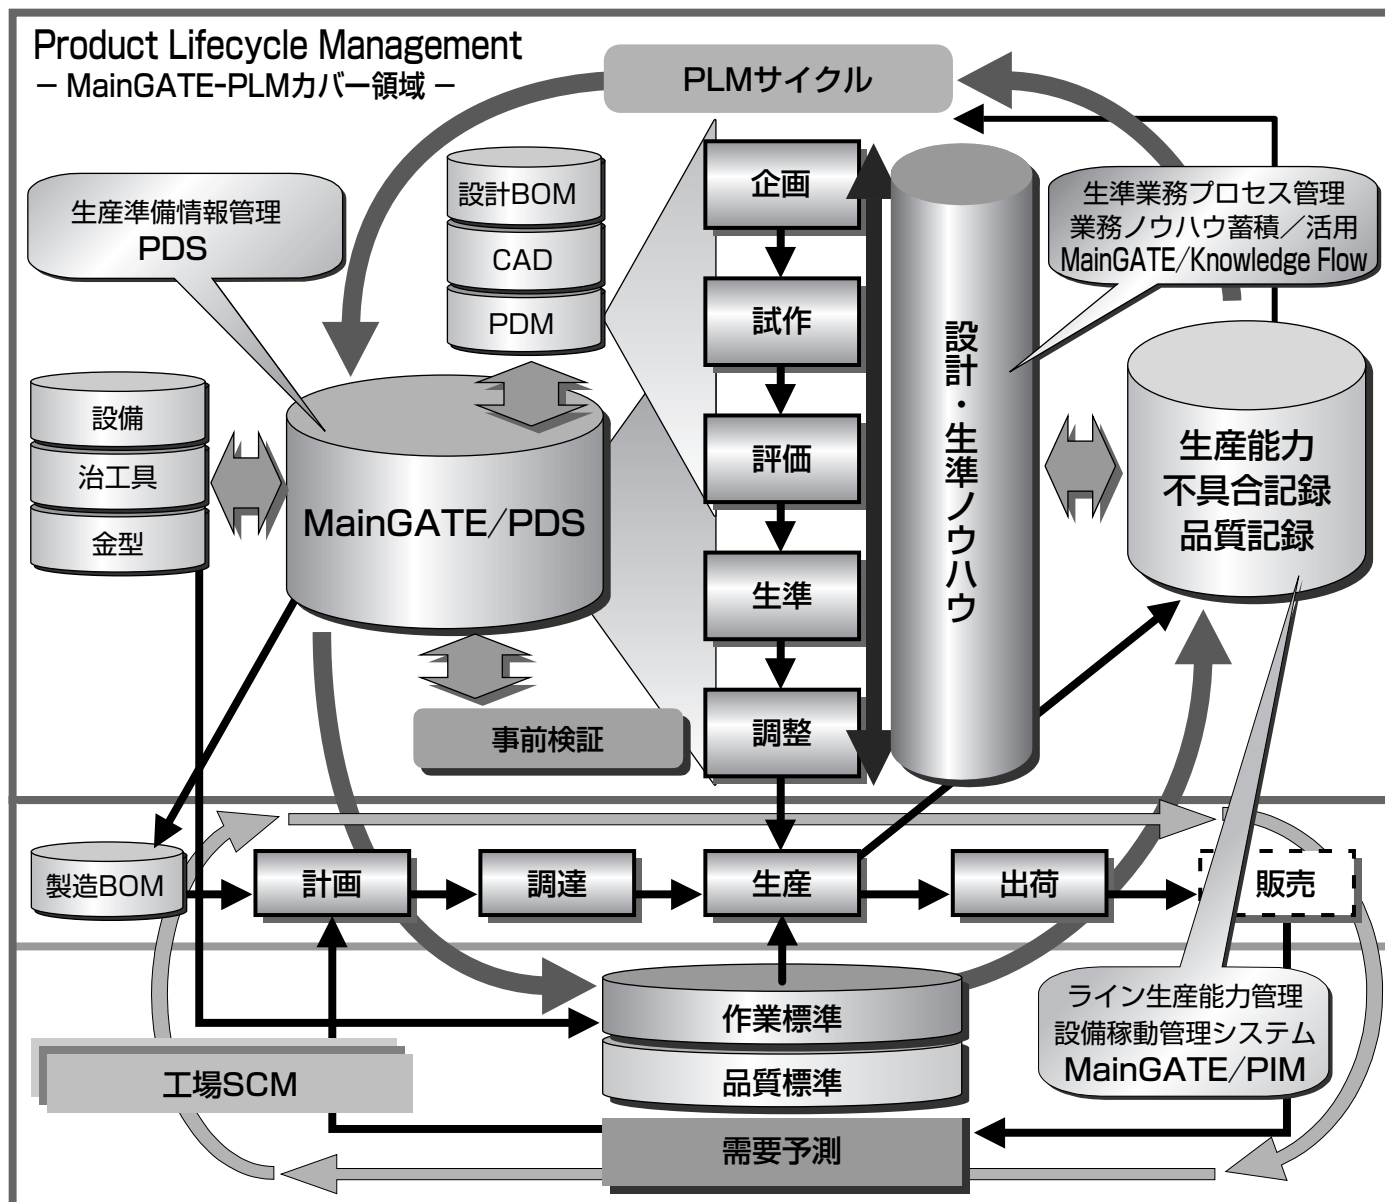 Product Lifecycle Management
− MainGATE-PLMカバー領域 −
PLMサイクル
生産準備情報管理
PDS
設計BOM
CAD
PDM
企画
試作
評価
生準
調整
設計・生準ノウハウ
生準業務プロセス管理
業務ノウハウ蓄積／活用
MainGATE/Knowledge Flow
設備
治工具
金型
MainGATE/PDS
生産能力
不具合記録
品質記録
事前検証
製造BOM
計画
調達
生産
出荷
販売
作業標準
品質標準
ライン生産能力管理
設備稼動管理システム
MainGATE/PIM
工場SCM
需要予測